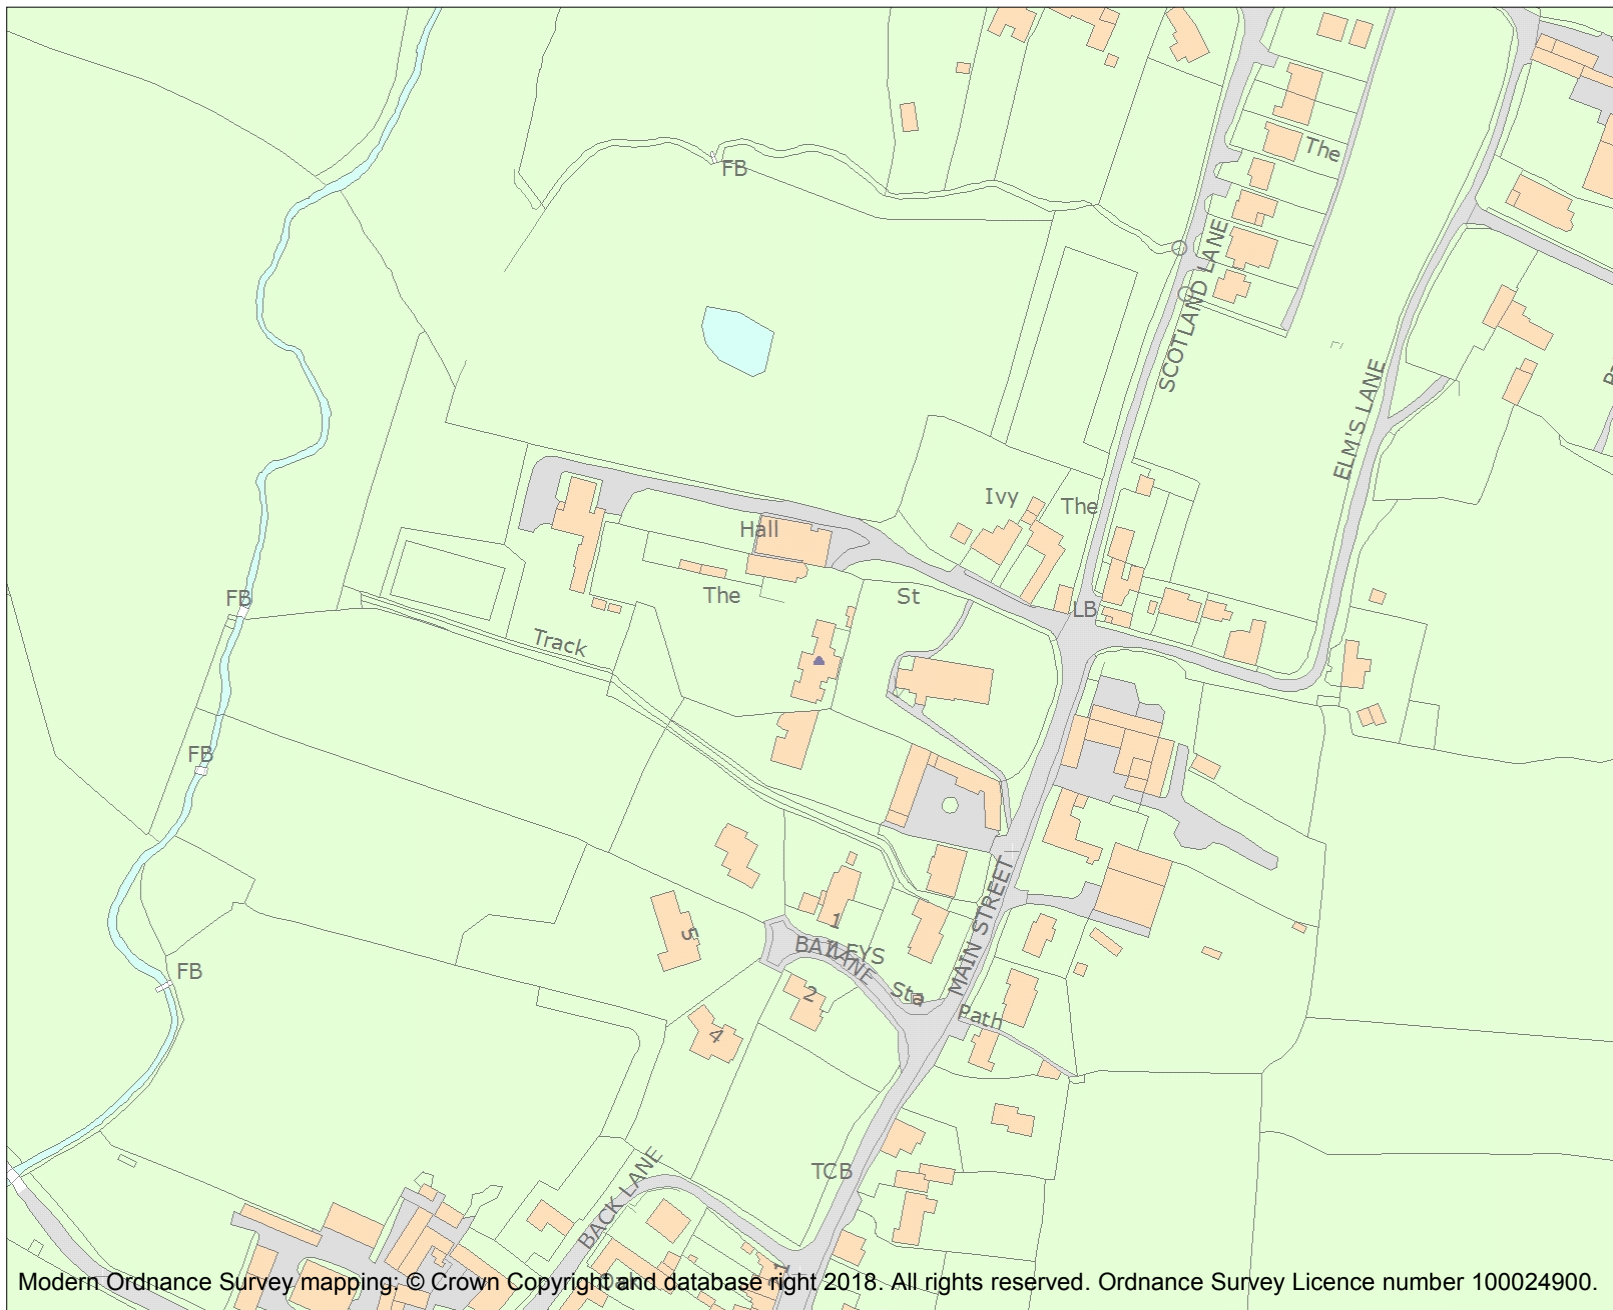 The
FB
SCOTLAND LANE
ELM'S LANE
Ivy
The
Hall
The
St
LB
FB
Track
FB
MAIN STREET
1
5
BAILEYS
LANE
2
Sta
FB
Path
4
TCB
BACK LANE
1
Modern Ordnance Survey mapping: © Crown Copyright and database right 2018. All rights reserved. Ordnance Survey Licence number 100024900.